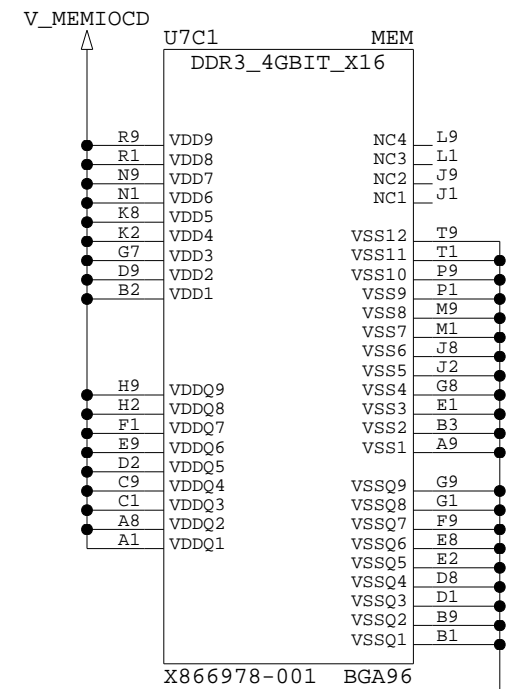 V_MEMIOCD
U7C1 MEM
DDR3_4GBIT_X16
R9 VDD9 NC4 L9
R1 VDD8 NC3 L1
N9 VDD7 NC2 J9
N1 VDD6 NC1 J1
K8 VDD5
K2 VDD4 VSS12 T9
G7 VDD3 VSS11 T1
D9 VDD2 VSS10 P9
B2 VDD1 VSS9 P1
VSS8 M9
VSS7 M1
VSS6 J8
VSS5 J2
H9 VDDQ9 VSS4 G8
H2 VDDQ8 VSS3 E1
F1 VDDQ7 VSS2 B3
E9 VDDQ6 VSS1 A9
D2 VDDQ5
C9 VDDQ4 VSSQ9 G9
C1 VDDQ3 VSSQ8 G1
A8 VDDQ2 VSSQ7 F9
A1 VDDQ1 VSSQ6 E8
VSSQ5 E2
VSSQ4 D8
VSSQ3 D1
VSSQ2 B9
VSSQ1 B1
X866978-001 BGA96